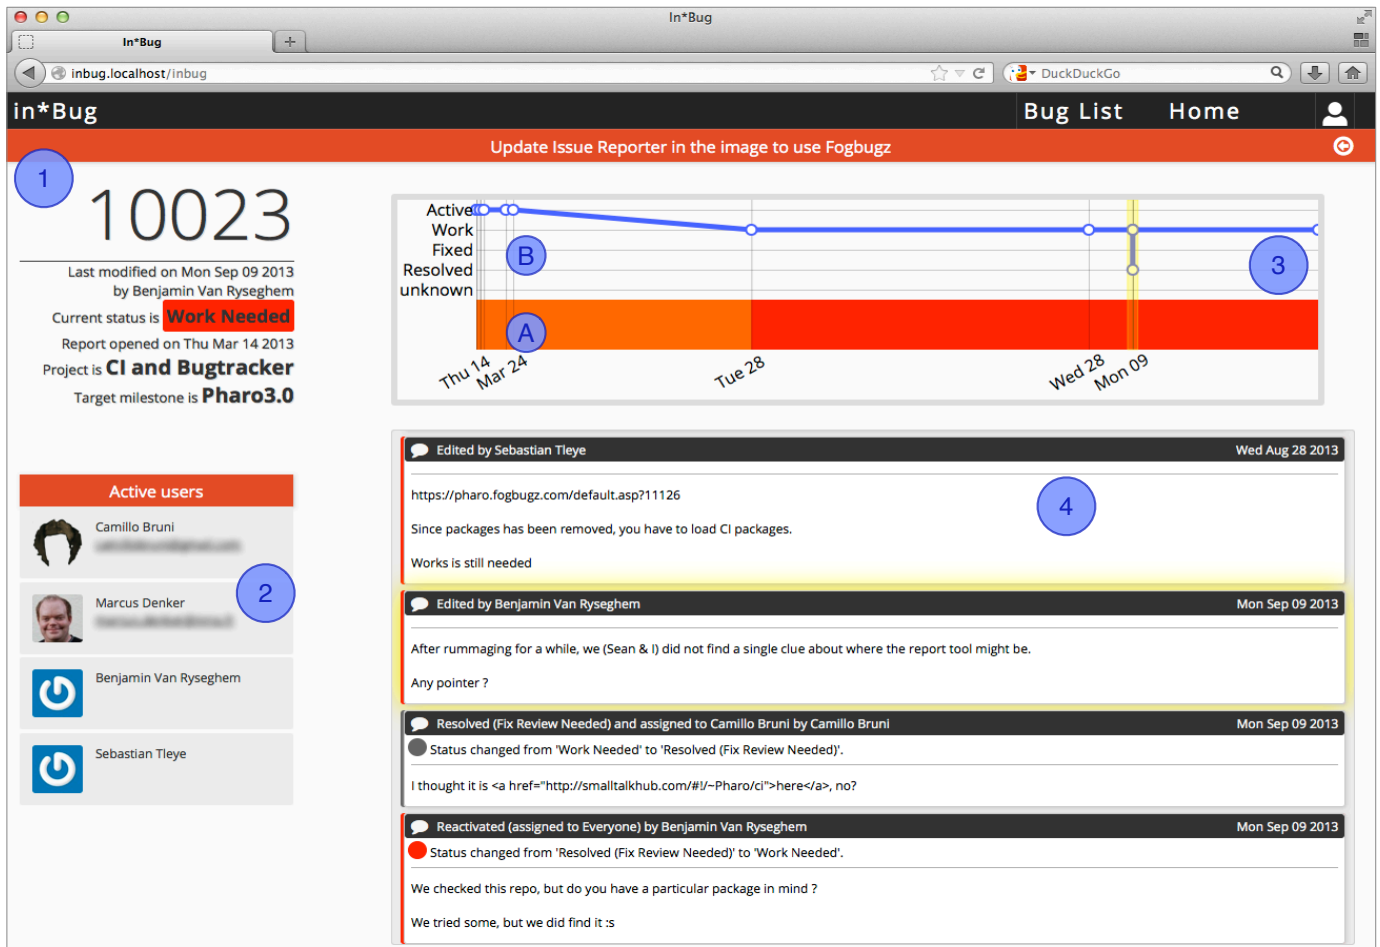 In*Bug
In*Bug
inbug.localhost/inbug
DuckDuckGo
in*Bug
Bug List
Home
Update Issue Reporter in the image to use Fogbugz
1
10023
Last modified on Mon Sep 09 2013
by Benjamin Van Ryseghem
Current status is Work Needed
Report opened on Thu Mar 14 2013
Project is CI and Bugtracker
Target milestone is Pharo3.0
Active users
Camillo Bruni
Marcus Denker
2
Benjamin Van Ryseghem
Sebastian Tleye
Active
Work
Fixed
Resolved
unknown
B
3
A
Thu 14
Mar 24
Tue 28
Wed 28
Mon 09
Edited by Sebastian Tleye Wed Aug 28 2013
https://pharo.fogbugz.com/default.asp?11126
4
Since packages has been removed, you have to load CI packages.
Works is still needed
Edited by Benjamin Van Ryseghem Mon Sep 09 2013
After rummaging for a while, we (Sean & I) did not find a single clue about where the report tool might be.
Any pointer ?
Resolved (Fix Review Needed) and assigned to Camillo Bruni by Camillo Bruni Mon Sep 09 2013
Status changed from 'Work Needed' to 'Resolved (Fix Review Needed)'.
I thought it is <a href="http://smalltalkhub.com/#!/~Pharo/ci">here</a>, no?
Reactivated (assigned to Everyone) by Benjamin Van Ryseghem Mon Sep 09 2013
Status changed from 'Resolved (Fix Review Needed)' to 'Work Needed'.
We checked this repo, but do you have a particular package in mind ?
We tried some, but we did find it :s